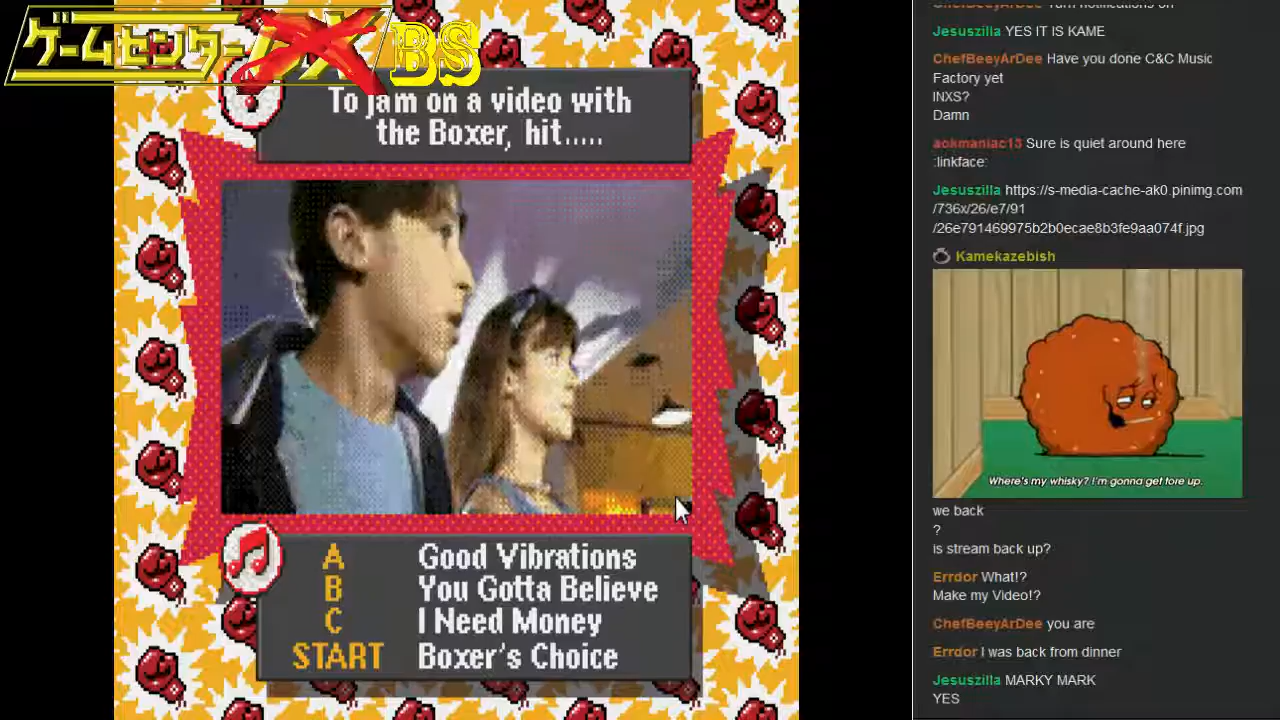 ゲームセンター
BS
To jam on a video with
the Boxer, hit.....
A Good Vibrations
B You Gotta Believe
C I Need Money
START Boxer's Choice
Jesuszilla YES IT IS KAME
ChefBeeyArDee Have you done C&C Music
Factory yet
INXS?
Damn
aokmaniac13 Sure is quiet around here
:linkface:
Jesuszilla https://s-media-cache-ak0.pinimg.com
/736x/26/e7/91
/26e791469975b2b0ecae8b3fe9aa074f.jpg
Kamekazebish
Where's my whisky? I'm gonna get tore up.
we back
?
is stream back up?
Errdor What!?
Make my Video!?
ChefBeeyArDee you are
Errdor I was back from dinner
Jesuszilla MARKY MARK
YES